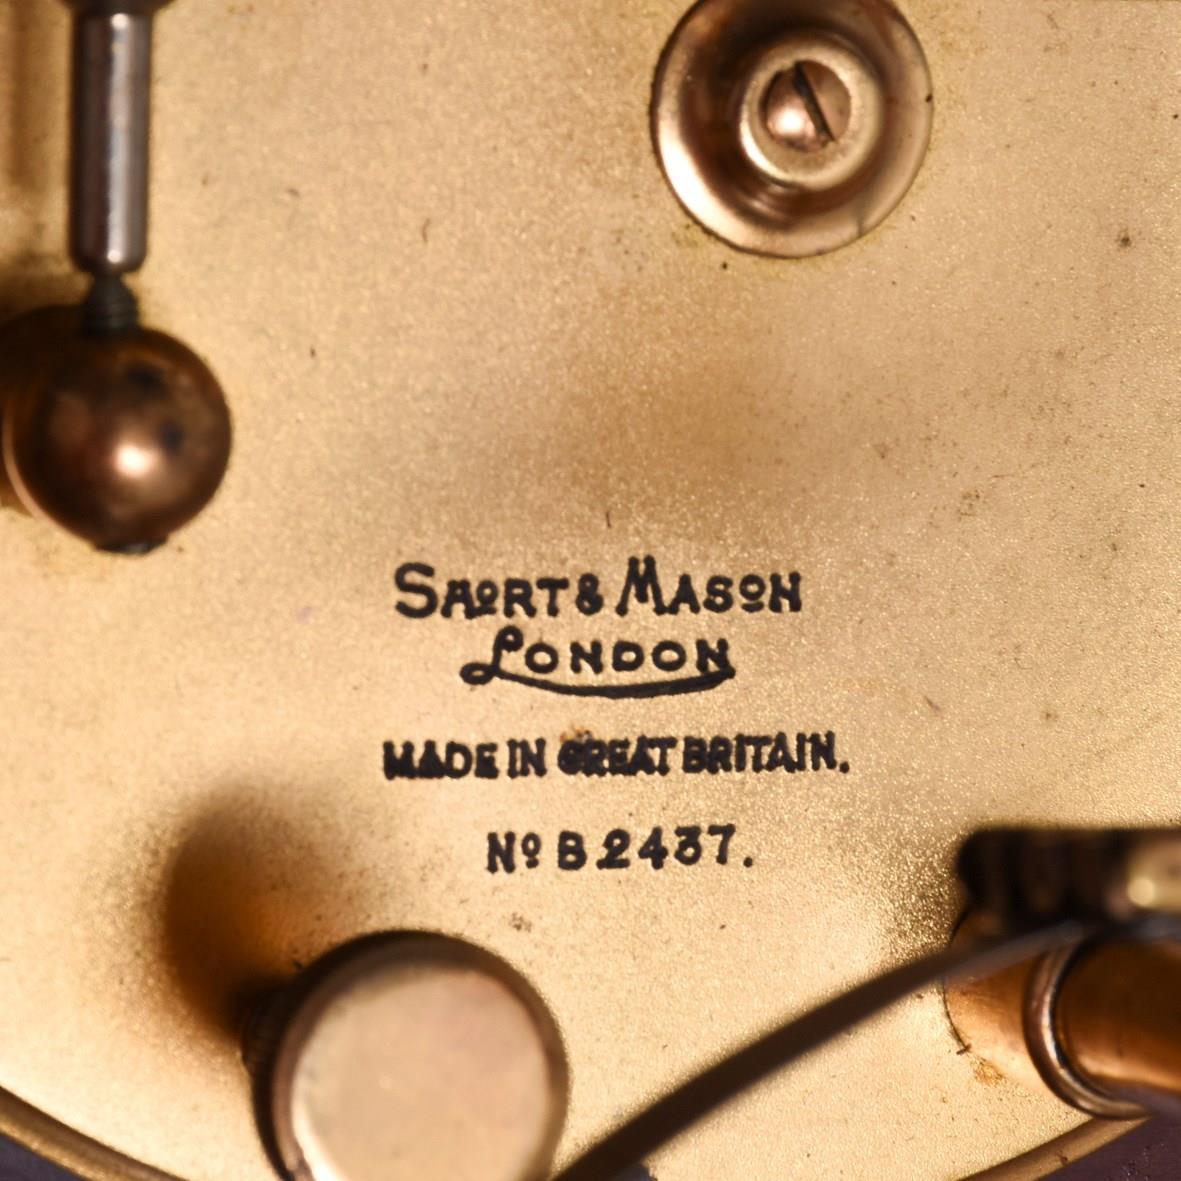 SHORT & MASON
LONDON
MADE IN GREAT BRITAIN.
No B 2437.